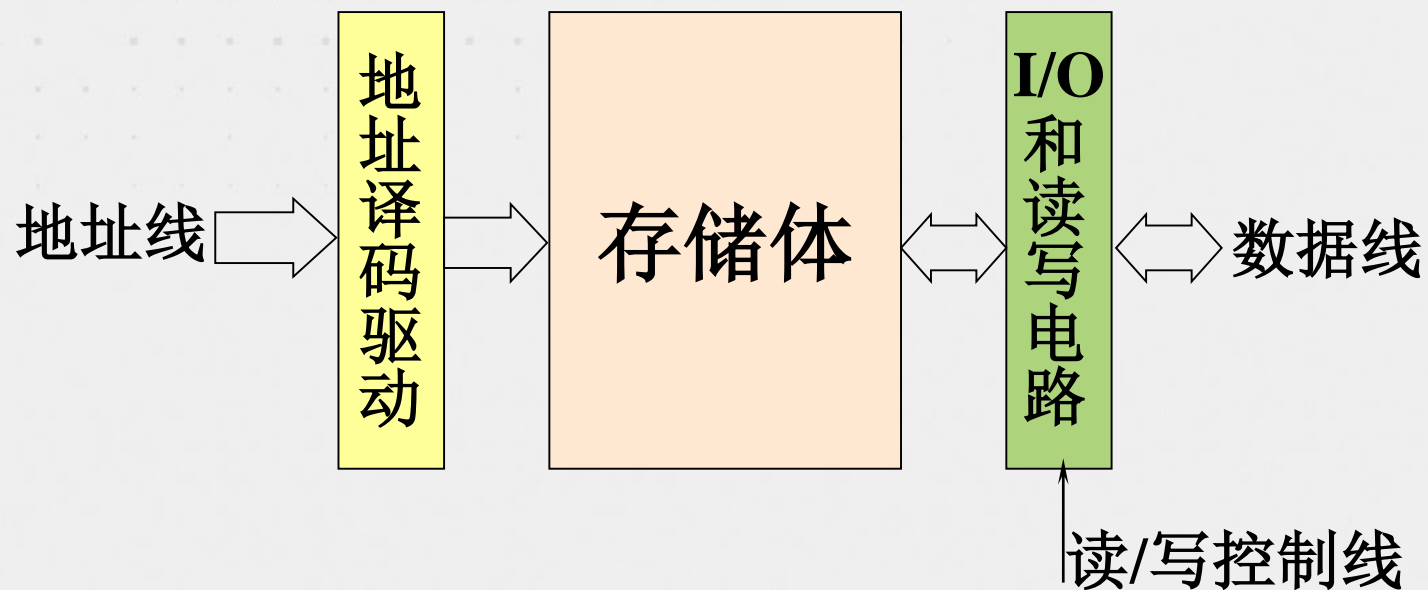 地址线
地址译码驱动
存储体
I/O和读写电路
数据线
读/写控制线